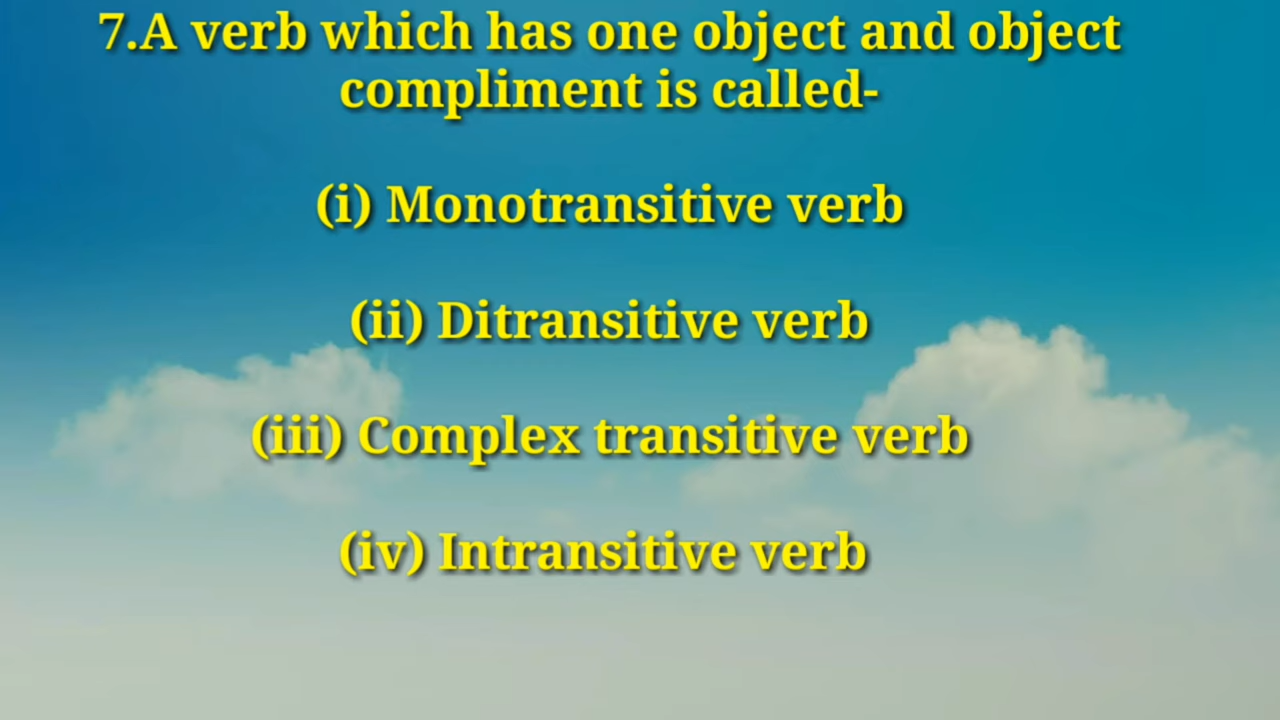 7.A verb which has one object and object
compliment is called-
(i) Monotransitive verb
(ii) Ditransitive verb
(iii) Complex transitive verb
(iv) Intransitive verb